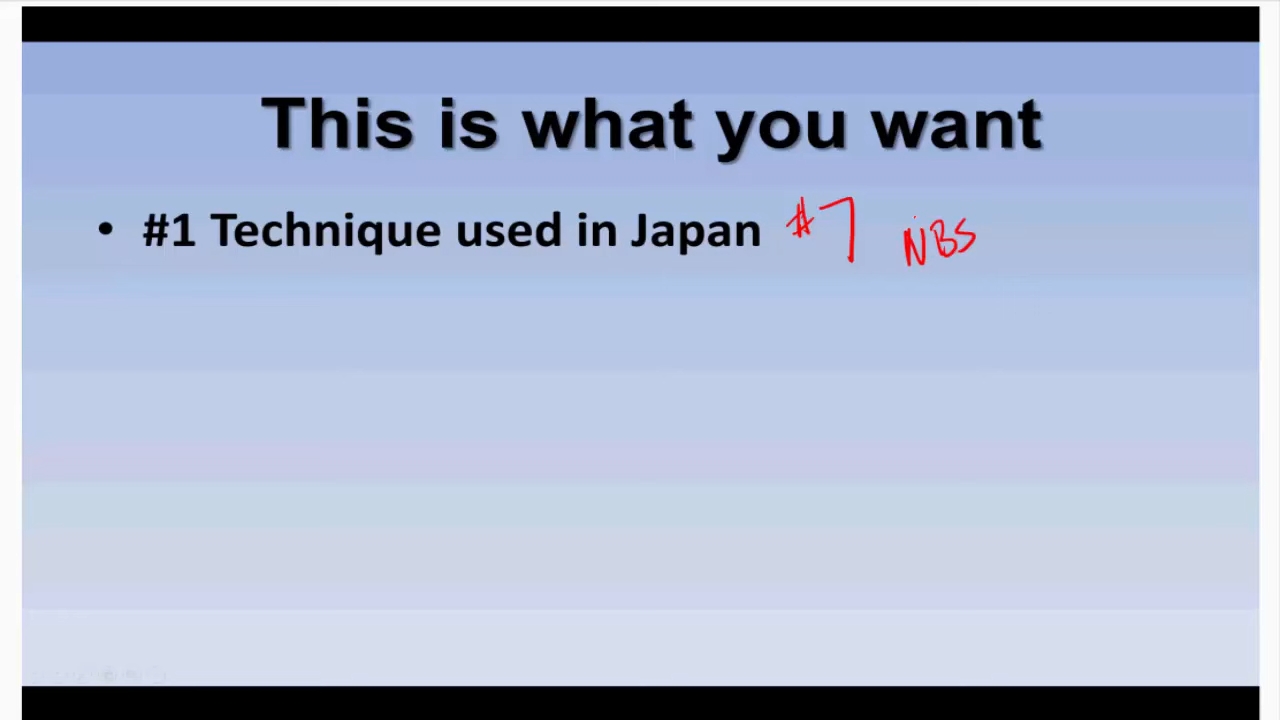 This is what you want
• #1 Technique used in Japan #7 NBS